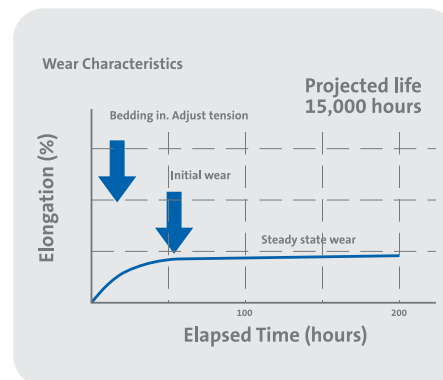 Wear Characteristics
Projected life
15,000 hours
Bedding in. Adjust tension
Initial wear
Steady state wear
Elongation (%)
100
200
Elapsed Time (hours)